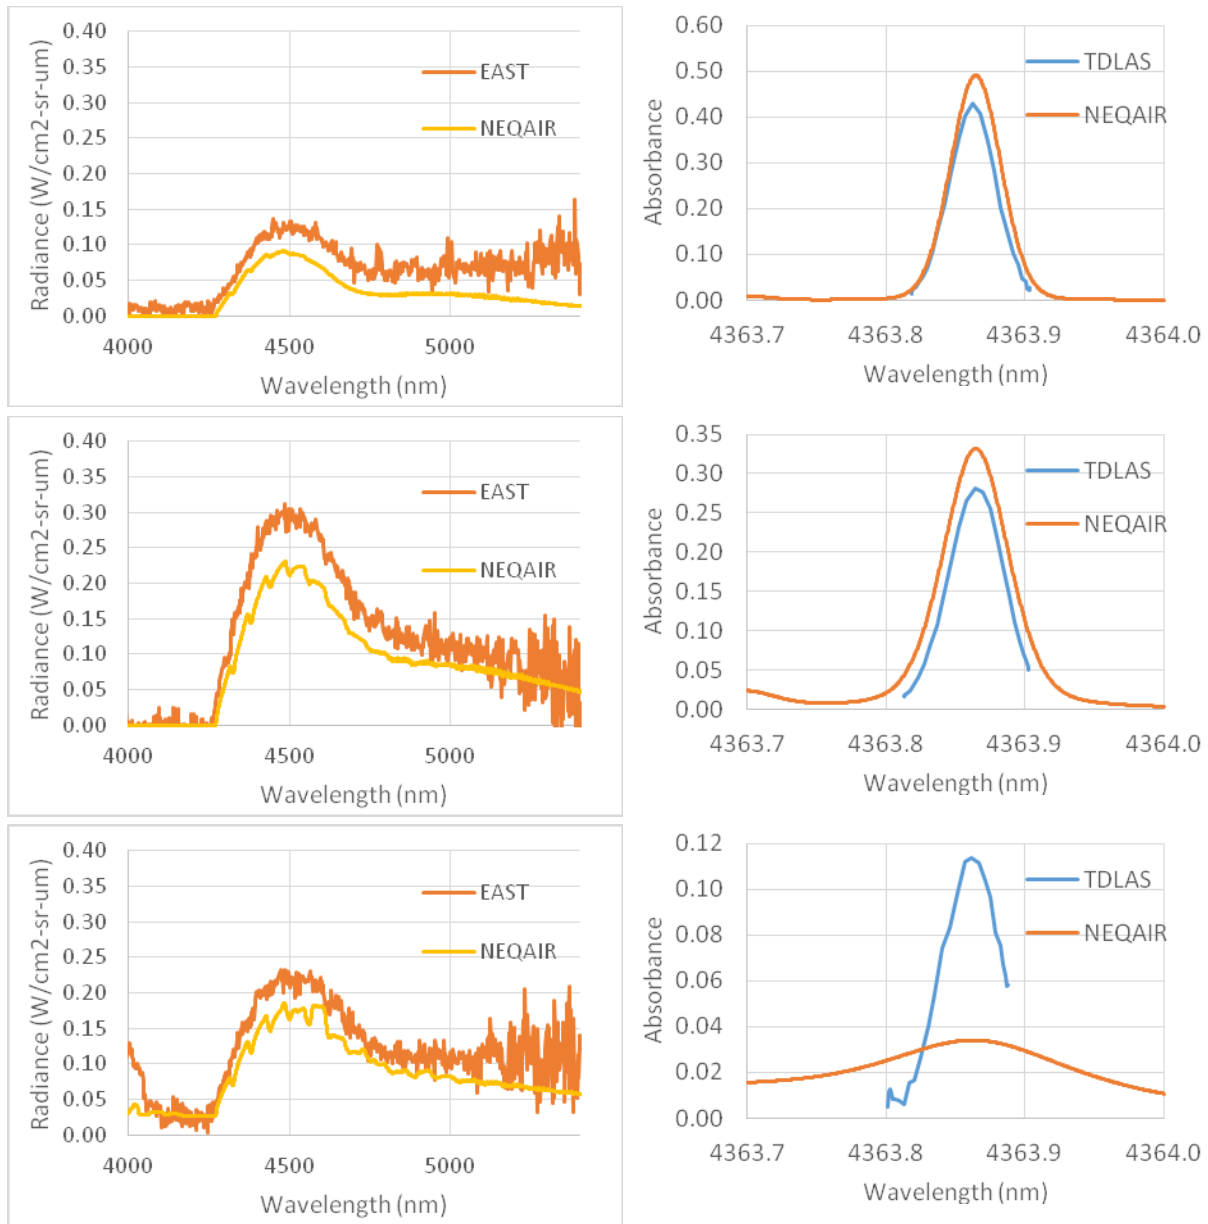 0.40
0.35
0.30
0.25
0.20
0.15
0.10
0.05
0.00
Radiance (W/cm2-sr-um)
EAST
NEQAIR
4000 4500 5000
Wavelength (nm)
0.60
0.50
0.40
0.30
0.20
0.10
0.00
Absorbance
TDLAS
NEQAIR
4363.7 4363.8 4363.9 4364.0
Wavelength (nm)
0.40
0.35
0.30
0.25
0.20
0.15
0.10
0.05
0.00
Radiance (W/cm2-sr-um)
EAST
NEQAIR
4000 4500 5000
Wavelength (nm)
0.35
0.30
0.25
0.20
0.15
0.10
0.05
0.00
Absorbance
TDLAS
NEQAIR
4363.7 4363.8 4363.9 4364.0
Wavelength (nm)
0.40
0.35
0.30
0.25
0.20
0.15
0.10
0.05
0.00
Radiance (W/cm2-sr-um)
EAST
NEQAIR
4000 4500 5000
Wavelength (nm)
0.12
0.10
0.08
0.06
0.04
0.02
0.00
Absorbance
TDLAS
NEQAIR
4363.7 4363.8 4363.9 4364.0
Wavelength (nm)